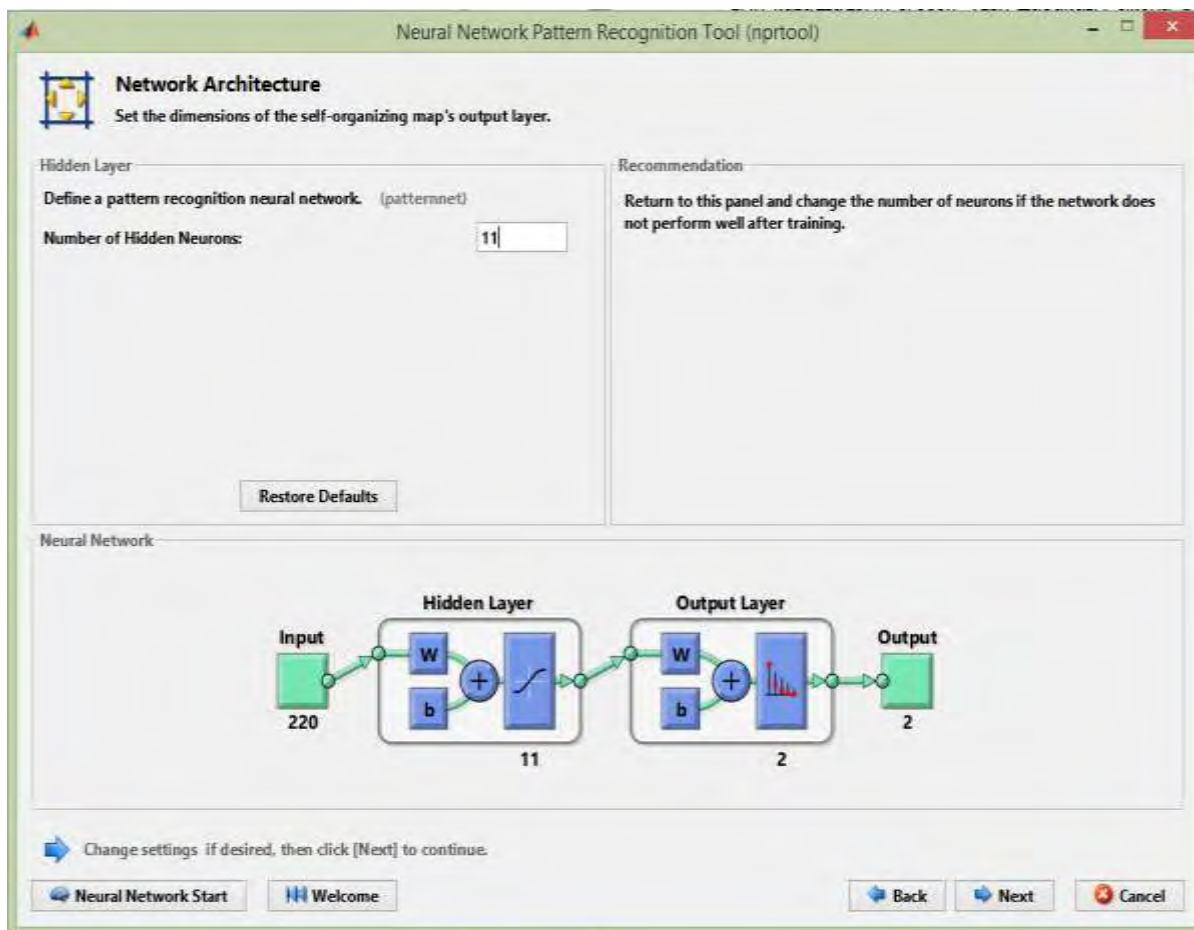 Neural Network Pattern Recognition Tool (nprtool)
Network Architecture
Set the dimensions of the self-organizing map's output layer.
Hidden Layer
Define a pattern recognition neural network. (patternnet)
Number of Hidden Neurons: 11
Restore Defaults
Recommendation
Return to this panel and change the number of neurons if the network does
not perform well after training.
Neural Network
Hidden Layer Output Layer
Input Output
W W
+ +
b b
220 2
11 2
Change settings if desired, then click [Next] to continue.
Neural Network Start Welcome Back Next Cancel